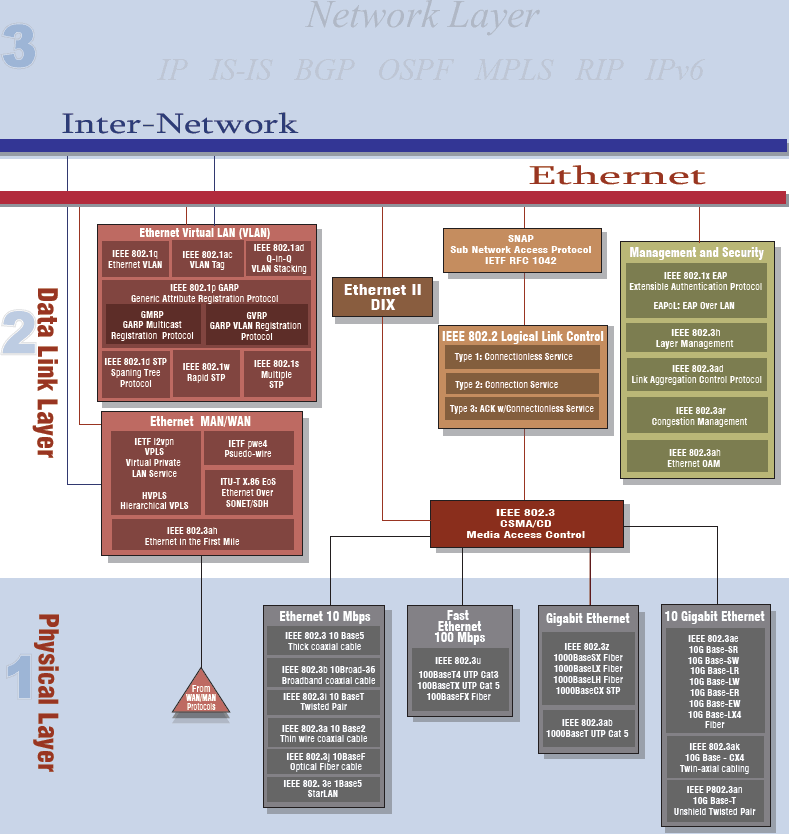 3
Network Layer
IP IS-IS BGP OSPF MPLS RIP IPv6
Inter-Network
Ethernet
2
Data Link Layer
Ethernet Virtual LAN (VLAN)
IEEE 802.1q
Ethernet VLAN
IEEE 802.1ac
VLAN Tag
IEEE 802.1ad
Q-in-Q
VLAN Stacking
IEEE 802.1p GARP
Generic Attribute Registration Protocol
GMRP
GARP Multicast
Registration Protocol
GVRP
GARP VLAN Registration
Protocol
IEEE 802.1d STP
Spaning Tree
Protocol
IEEE 802.1w
Rapid STP
IEEE 802.1s
Multiple
STP
Ethernet MAN/WAN
IETF l2vpn
VPLS
Virtual Private
LAN Service
HVPLS
Hierarchical VPLS
IETF pwe4
Psuedo-wire
ITU-T X.86 EoS
Ethernet Over
SONET/SDH
IEEE 802.3ah
Ethernet in the First Mile
Ethernet II
DIX
SNAP
Sub Network Access Protocol
IETF RFC 1042
IEEE 802.2 Logical Link Control
Type 1: Connectionless Service
Type 2: Connection Service
Type 3: ACK w/Connectionless Service
Management and Security
IEEE 802.1x EAP
Extensible Authentication Protocol
EAPoL: EAP Over LAN
IEEE 802.3h
Layer Management
IEEE 802.3ad
Link Aggregation Control Protocol
IEEE 802.3ar
Congestion Management
IEEE 802.3ah
Ethernet OAM
IEEE 802.3
CSMA/CD
Media Access Control
1
Physical Layer
From
WAN/MAN
Protocols
Ethernet 10 Mbps
IEEE 802.3 10 Base5
Thick coaxial cable
IEEE 802.3b 10Broad-36
Broadband coaxial cable
IEEE 802.3i 10 BaseT
Twisted Pair
IEEE 802.3a 10 Base2
Thin wire coaxial cable
IEEE 802.3j 10BaseF
Optical Fiber cable
IEEE 802. 3e 1Base5
StarLAN
Fast
Ethernet
100 Mbps
IEEE 802.3u
100BaseT4 UTP Cat3
100BaseTX UTP Cat 5
100BaseFX Fiber
Gigabit Ethernet
IEEE 802.3z
1000BaseSX Fiber
1000BaseLX Fiber
1000BaseLH Fiber
1000BaseCX STP
IEEE 802.3ab
1000BaseT UTP Cat 5
10 Gigabit Ethernet
IEEE 802.3ae
10G Base-SR
10G Base-SW
10G Base-LR
10G Base-LW
10G Base-ER
10G Base-EW
10G Base-LX4
Fiber
IEEE 802.3ak
10G Base - CX4
Twin-axial cabling
IEEE P802.3an
10G Base-T
Unshield Twisted Pair